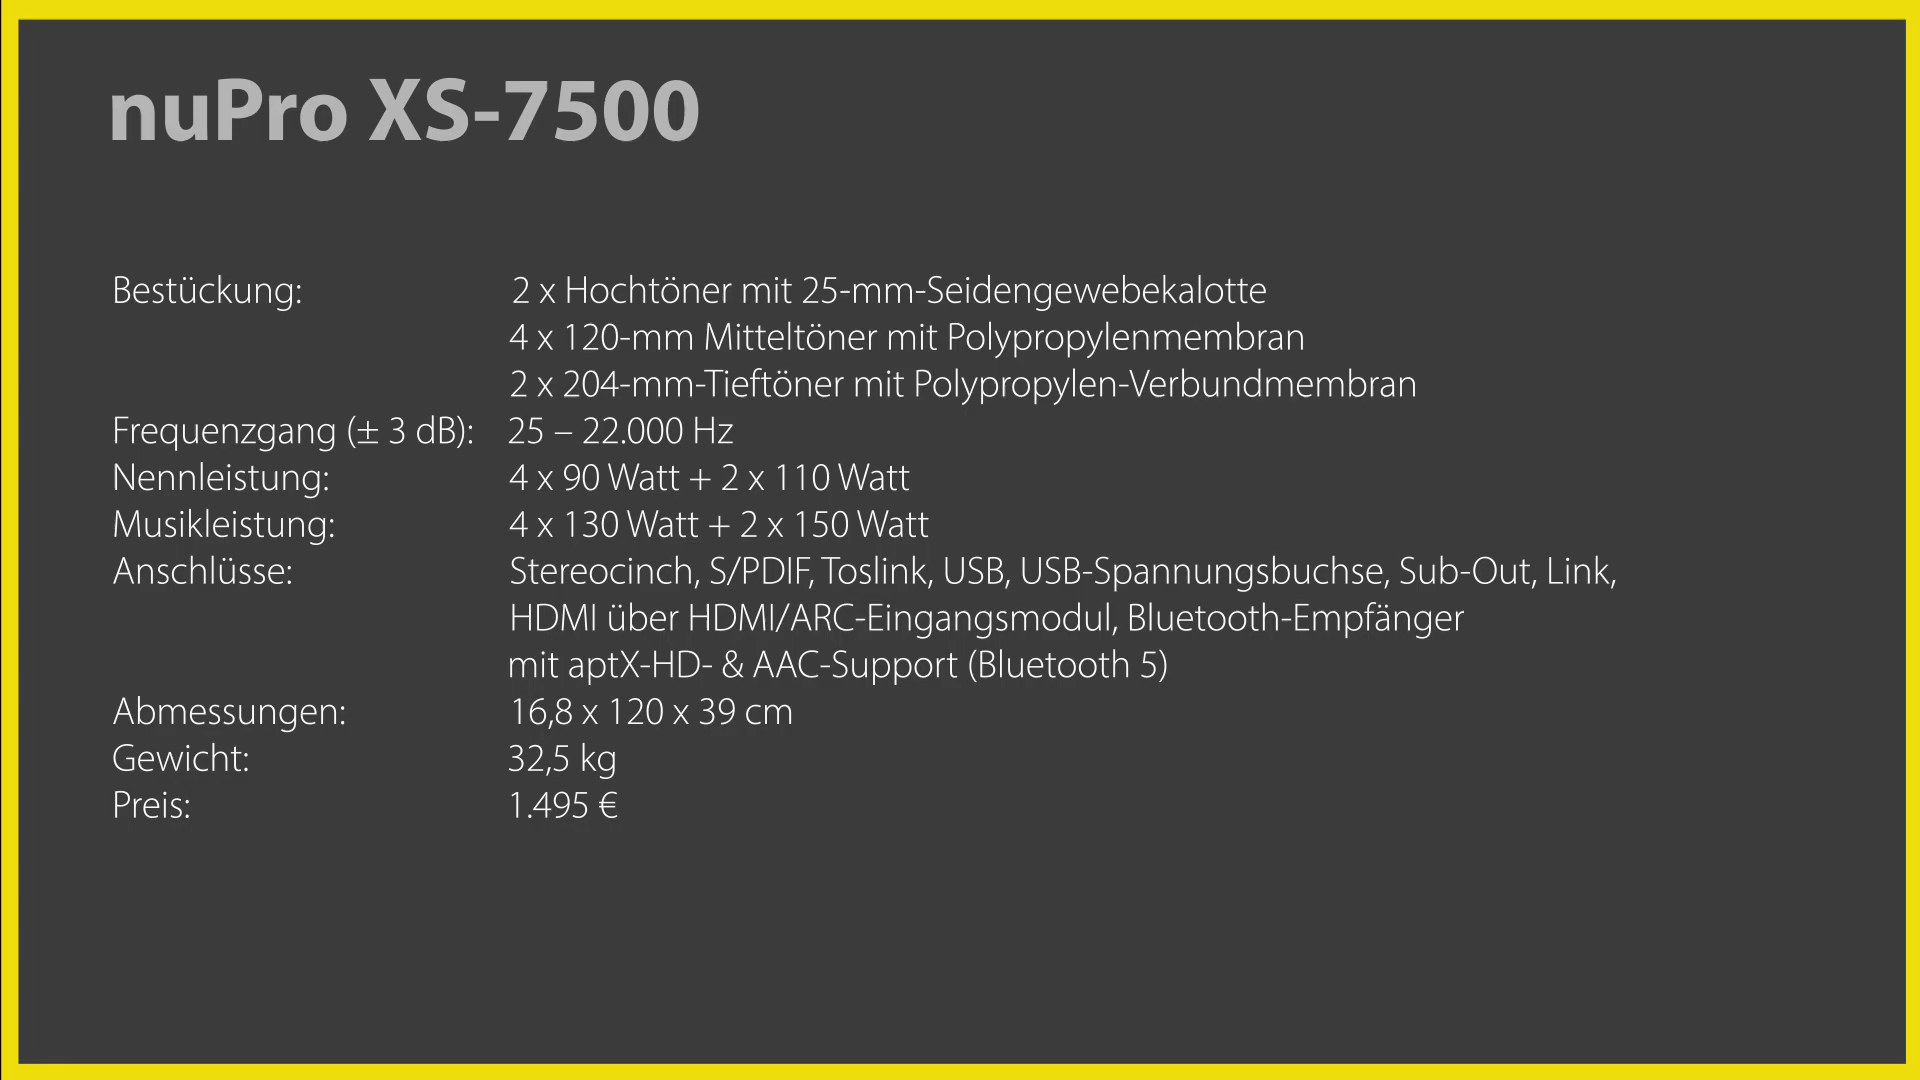 nuPro XS-7500
Bestückung: 2 x Hochtöner mit 25-mm-Seidengewebekalotte
4 x 120-mm Mitteltöner mit Polypropylenmembran
2 x 204-mm-Tieftöner mit Polypropylen-Verbundmembran
Frequenzgang (± 3 dB): 25 – 22.000 Hz
Nennleistung: 4 x 90 Watt + 2 x 110 Watt
Musikleistung: 4 x 130 Watt + 2 x 150 Watt
Anschlüsse: Stereocinch, S/PDIF, Toslink, USB, USB-Spannungsbuchse, Sub-Out, Link,
HDMI über HDMI/ARC-Eingangsmodul, Bluetooth-Empfänger
mit aptX-HD- & AAC-Support (Bluetooth 5)
Abmessungen: 16,8 x 120 x 39 cm
Gewicht: 32,5 kg
Preis: 1.495 €